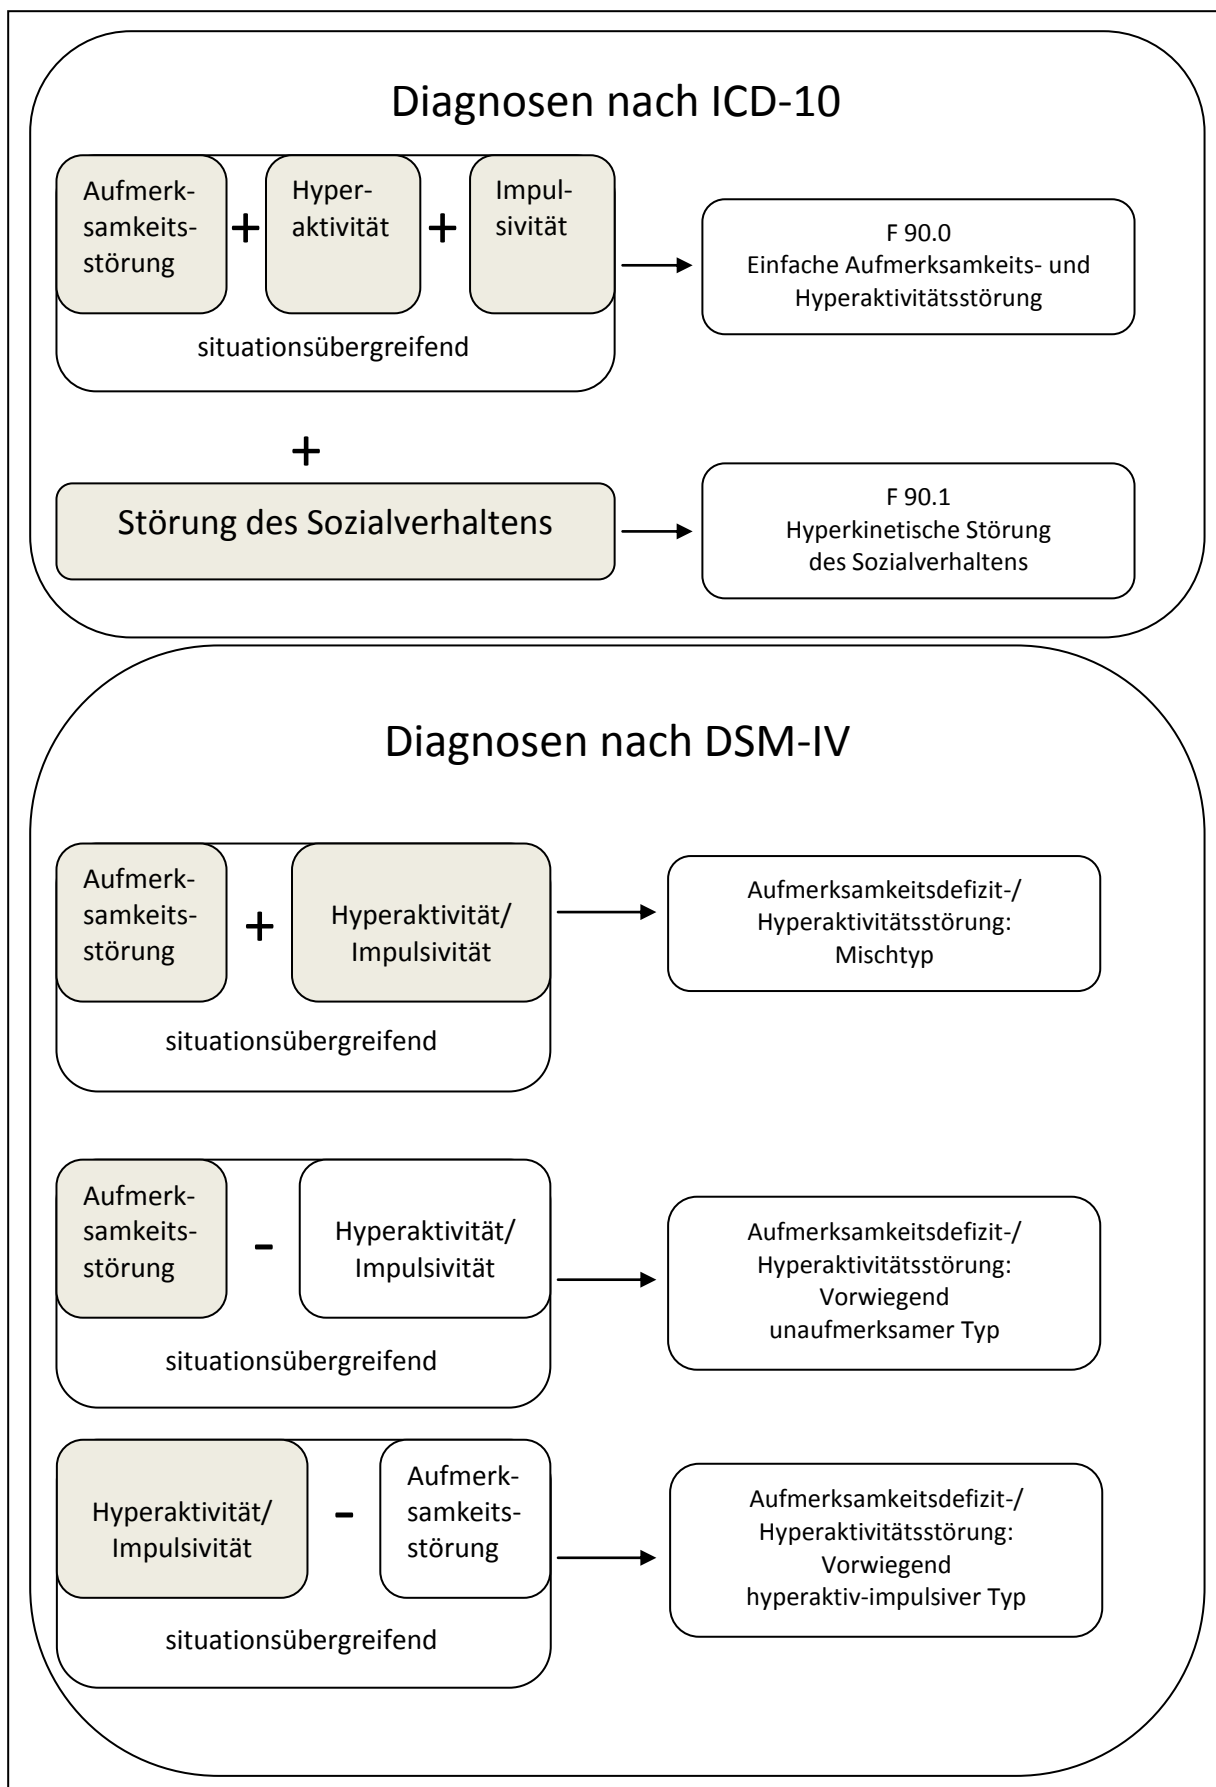 Diagnosen nach ICD-10
Aufmerk-
samkeits-
störung
+
Hyper-
aktivität
+
Impul-
sivität
situationsübergreifend
F 90.0
Einfache Aufmerksamkeits- und
Hyperaktivitätsstörung
+
Störung des Sozialverhaltens
F 90.1
Hyperkinetische Störung
des Sozialverhaltens
Diagnosen nach DSM-IV
Aufmerk-
samkeits-
störung
+
Hyperaktivität/
Impulsivität
situationsübergreifend
Aufmerksamkeitsdefizit-/
Hyperaktivitätsstörung:
Mischtyp
Aufmerk-
samkeits-
störung
-
Hyperaktivität/
Impulsivität
situationsübergreifend
Aufmerksamkeitsdefizit-/
Hyperaktivitätsstörung:
Vorwiegend
unaufmerksamer Typ
Hyperaktivität/
Impulsivität
-
Aufmerk-
samkeits-
störung
situationsübergreifend
Aufmerksamkeitsdefizit-/
Hyperaktivitätsstörung:
Vorwiegend
hyperaktiv-impulsiver Typ